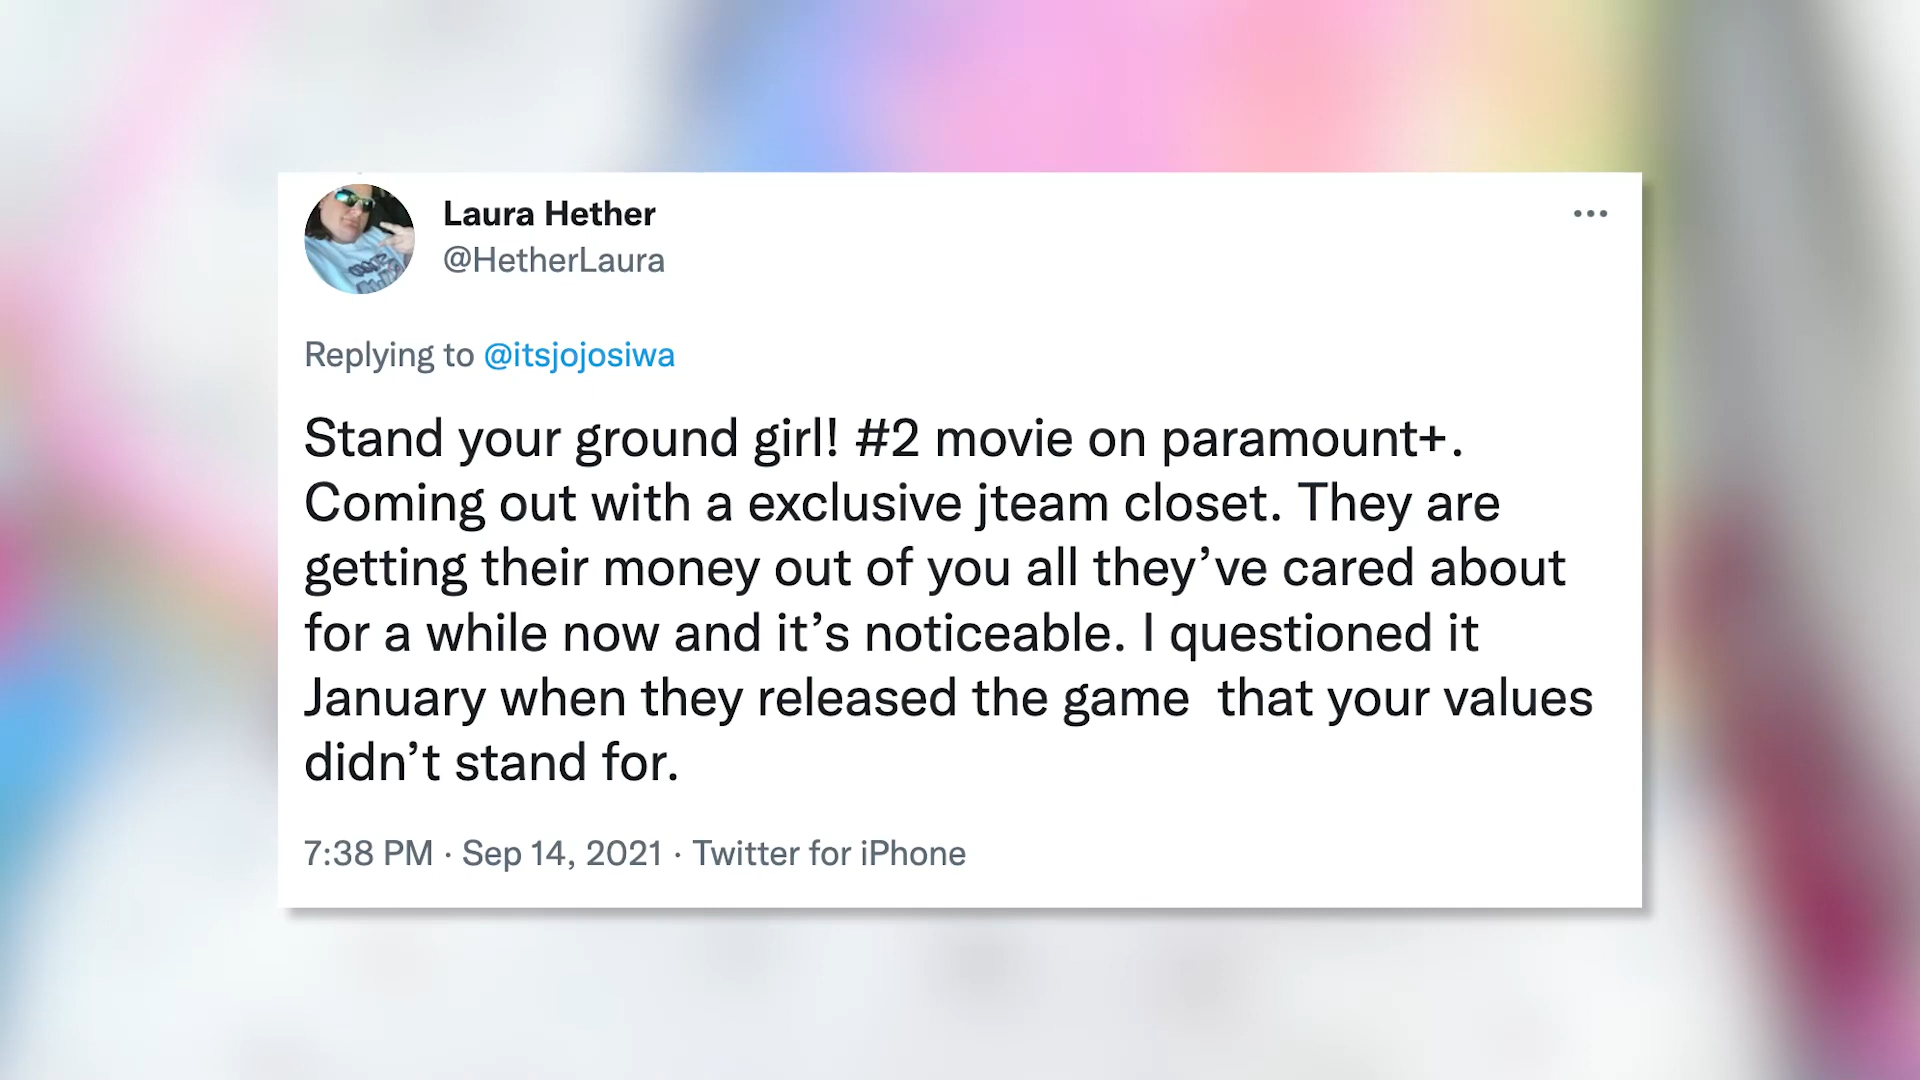 Laura Hether
@HetherLaura
Replying to @itsjojosiwa
Stand your ground girl! #2 movie on paramount+.
Coming out with a exclusive jteam closet. They are
getting their money out of you all they’ve cared about
for a while now and it’s noticeable. I questioned it
January when they released the game  that your values
didn’t stand for.
7:38 PM · Sep 14, 2021 · Twitter for iPhone